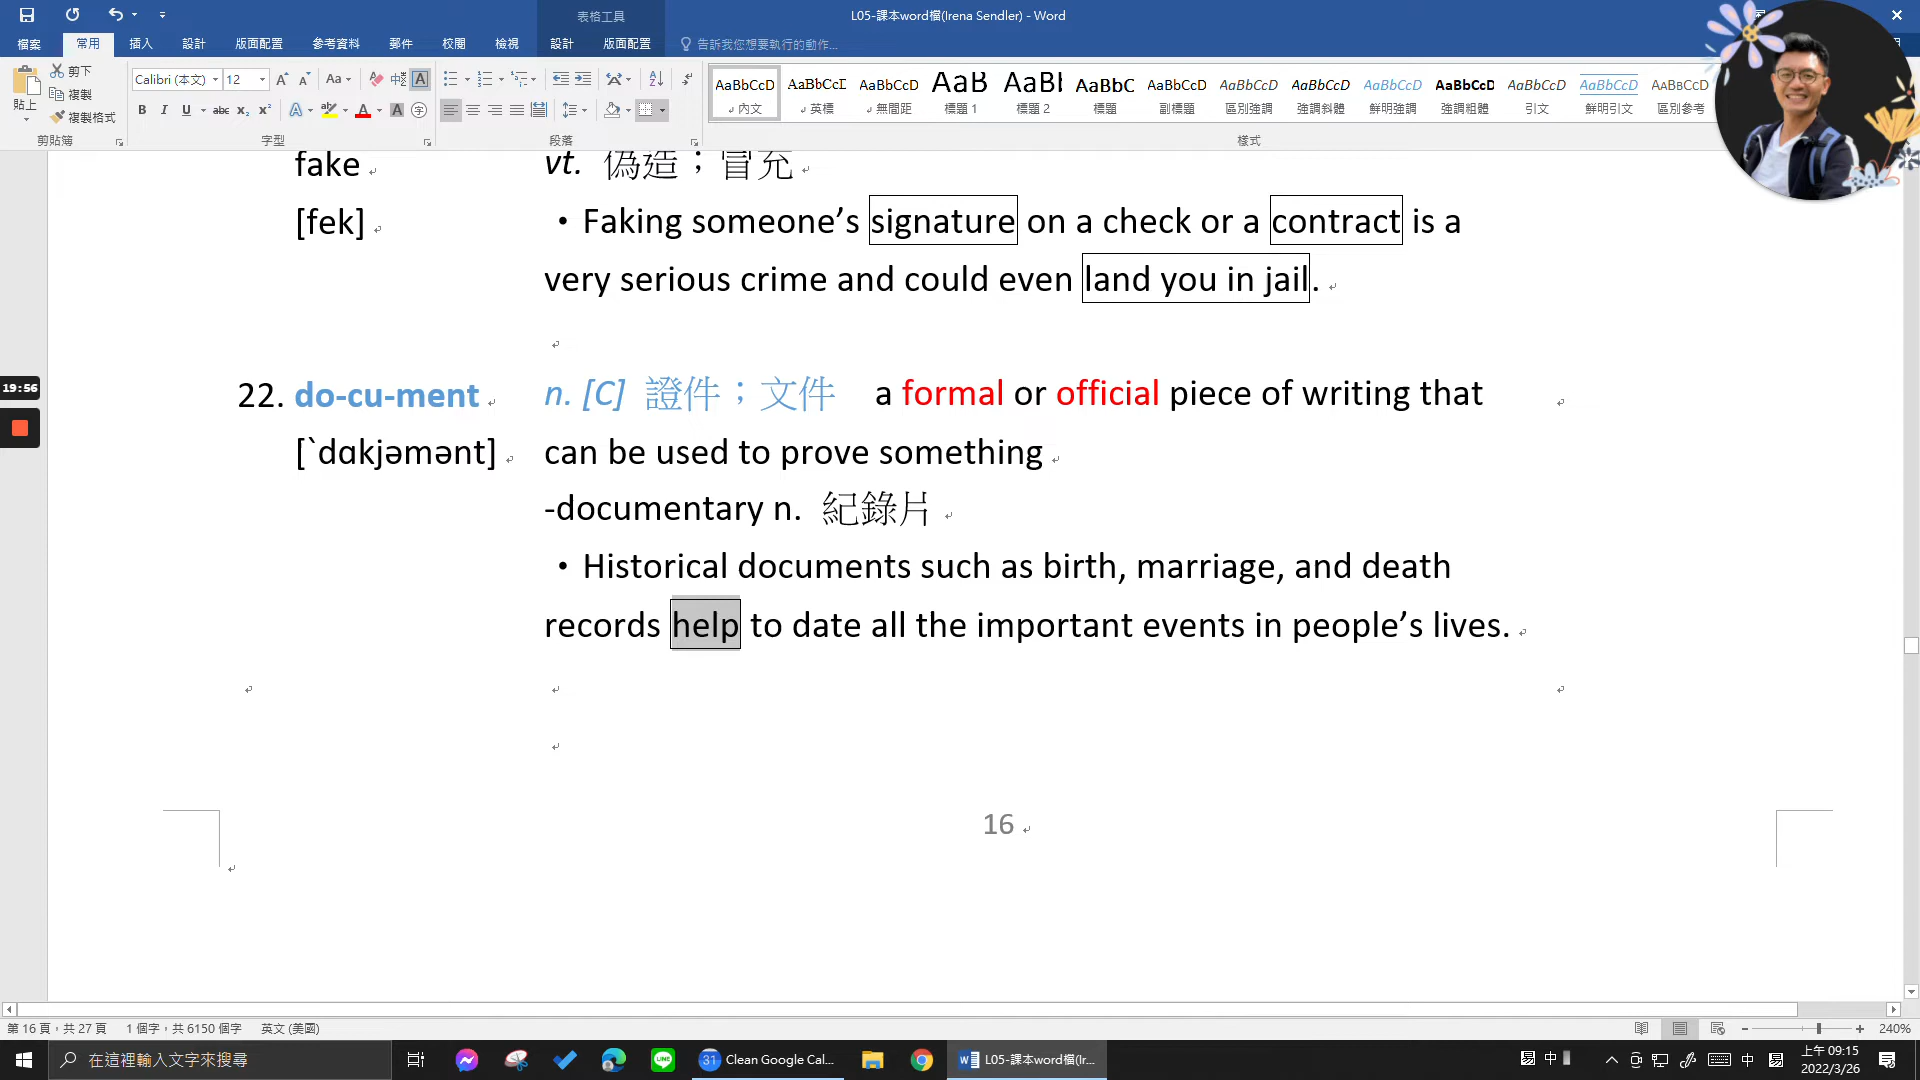 表格工具
L05-課本word檔(Irena Sendler) - Word
檔案 常用 插入 設計 版面配置 參考資料 郵件 校閱 檢視 設計 版面配置 告訴我您想要執行的動作...
貼上 剪下 複製 複製格式
Calibri (本文) 12
AaBbCcD AaBbCcD AaBbCcD AaB AaBl AaBbC AaBbCcD AaBbCcD AaBbCcD AaBbCcD AaBbCcD AaBbCcD AaBbCcD AaBbCcD
內文 英標 無間距 標題 1 標題 2 標題 副標題 區別強調 強調斜體 鮮明強調 強調粗體 引文 鮮明引文 區別參考
剪貼簿 字型 段落 樣式
fake vt. 偽造；冒充
[fek] • Faking someone’s signature on a check or a contract is a
very serious crime and could even land you in jail.
19:56
22. do-cu-ment n. [C] 證件；文件 a formal or official piece of writing that
[ˋdɑkjəmənt] can be used to prove something
-documentary n. 紀錄片
• Historical documents such as birth, marriage, and death
records help to date all the important events in people’s lives.
16
第 16 頁，共 27 頁 1 個字，共 6150 個字 英文 (美國) 240%
在這裡輸入文字來搜尋 31 Clean Google Cal... L05-課本word檔(Ir... 中 中 上午 09:15
2022/3/26